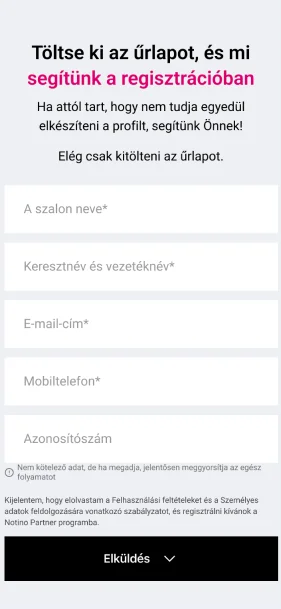 Töltse ki az űrlapot, és mi
segítünk a regisztrációban
Ha attól tart, hogy nem tudja egyedül
elkészíteni a profilt, segítünk Önnek!
Elég csak kitölteni az űrlapot.
A szalon neve*
Keresztnév és vezetéknév*
E-mail-cím*
Mobiltelefon*
Azonosítószám
Nem kötelező adat, de ha megadja, jelentősen meggyorsítja az egész
folyamatot
Kijelentem, hogy elolvastam a Felhasználási feltételeket és a Személyes
adatok feldolgozására vonatkozó szabályzatot, és regisztrálni kívánok a
Notino Partner programba.
Elküldés